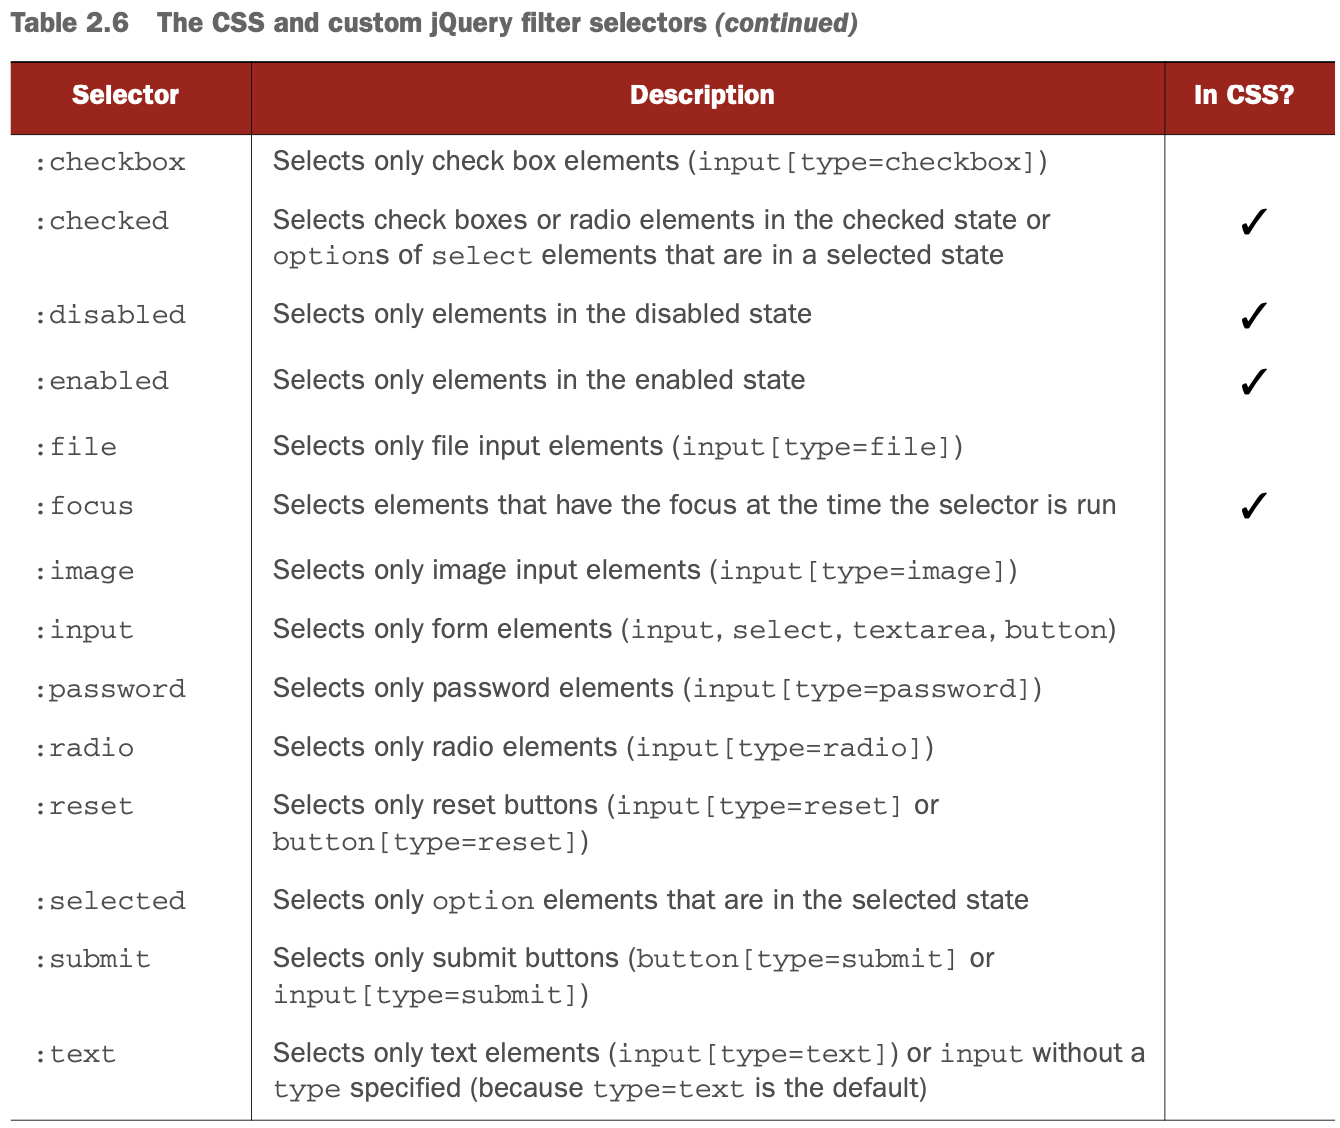 Table 2.6 The CSS and custom jQuery filter selectors (continued)
Selector Description In CSS?
:checkbox Selects only check box elements (input[type=checkbox])
:checked Selects check boxes or radio elements in the checked state or ✓
options of select elements that are in a selected state
:disabled Selects only elements in the disabled state ✓
:enabled Selects only elements in the enabled state ✓
:file Selects only file input elements (input[type=file])
:focus Selects elements that have the focus at the time the selector is run ✓
:image Selects only image input elements (input[type=image])
:input Selects only form elements (input, select, textarea, button)
:password Selects only password elements (input[type=password])
:radio Selects only radio elements (input[type=radio])
:reset Selects only reset buttons (input[type=reset] or
button[type=reset])
:selected Selects only option elements that are in the selected state
:submit Selects only submit buttons (button[type=submit] or
input[type=submit])
:text Selects only text elements (input[type=text]) or input without a
type specified (because type=text is the default)